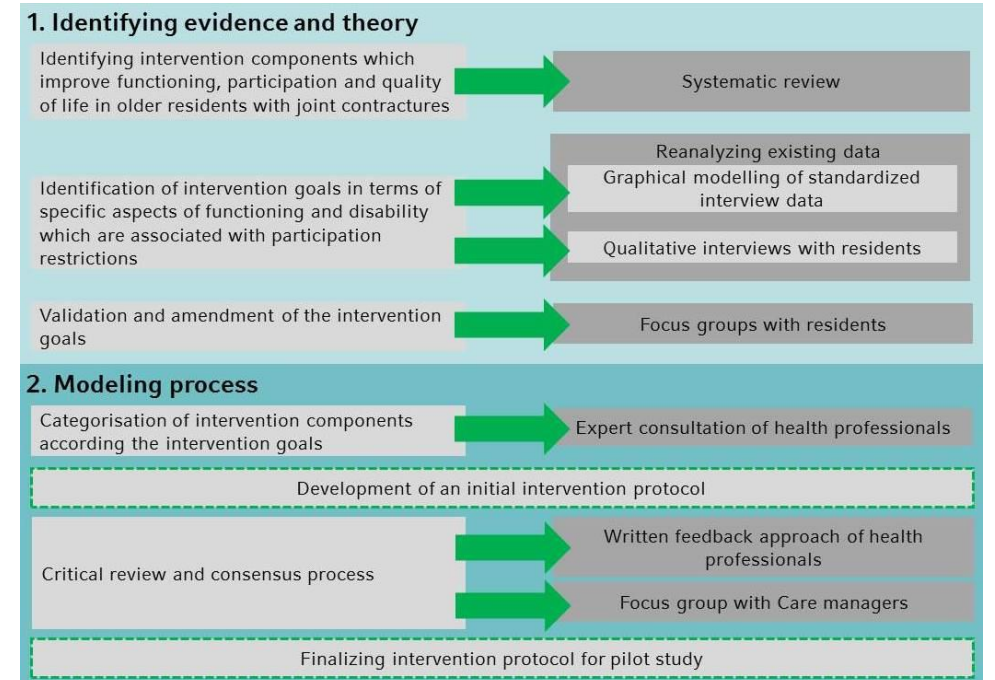 1. Identifying evidence and theory
Identifying intervention components which
improve functioning, participation and quality
of life in older residents with joint contractures
Systematic review
Identification of intervention goals in terms of
specific aspects of functioning and disability
which are associated with participation
restrictions
Reanalyzing existing data
Graphical modelling of standardized
interview data
Qualitative interviews with residents
Validation and amendment of the intervention
goals
Focus groups with residents
2. Modeling process
Categorisation of intervention components
according the intervention goals
Expert consultation of health professionals
Development of an initial intervention protocol
Critical review and consensus process
Written feedback approach of health
professionals
Focus group with Care managers
Finalizing intervention protocol for pilot study